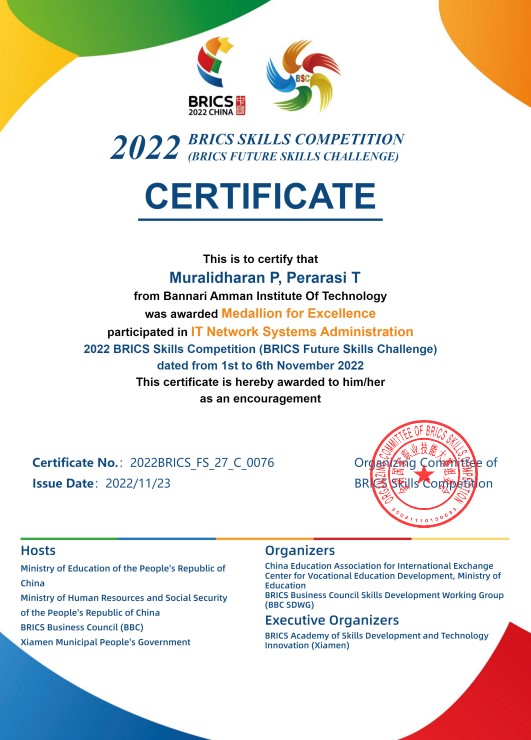 BRICS
2022 CHINA
BSC
2022 BRICS SKILLS COMPETITION
(BRICS FUTURE SKILLS CHALLENGE)
CERTIFICATE
This is to certify that
Muralidharan P, Perarasi T
from Bannari Amman Institute Of Technology
was awarded Medallion for Excellence
participated in IT Network Systems Administration
2022 BRICS Skills Competition (BRICS Future Skills Challenge)
dated from 1st to 6th November 2022
This certificate is hereby awarded to him/her
as an encouragement
Certificate No.: 2022BRICS_FS_27_C_0076
Issue Date: 2022/11/23
Organizing Committee of
BRICS Skills Competition
ORGANIZING COMMITTEE OF BRICS SKILLS COMPETITION
Hosts
Ministry of Education of the People's Republic of
China
Ministry of Human Resources and Social Security
of the People's Republic of China
BRICS Business Council (BBC)
Xiamen Municipal People's Government
Organizers
China Education Association for International Exchange
Center for Vocational Education Development, Ministry of
Education
BRICS Business Council Skills Development Working Group
(BBC SDWG)
Executive Organizers
BRICS Academy of Skills Development and Technology
Innovation (Xiamen)